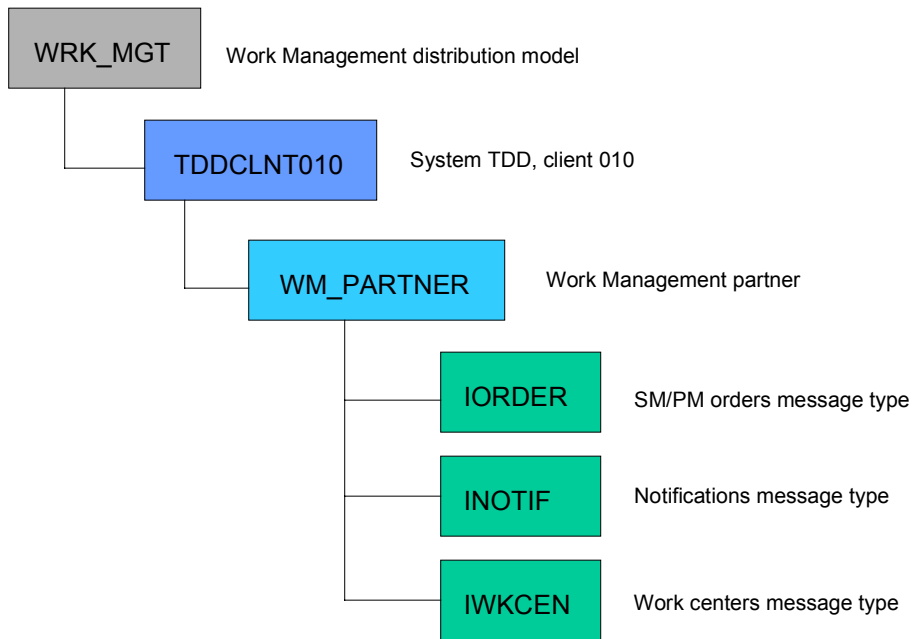 WRK_MGT
Work Management distribution model
TDDCLNT010
System TDD, client 010
WM_PARTNER
Work Management partner
IORDER
SM/PM orders message type
INOTIF
Notifications message type
IWKCEN
Work centers message type